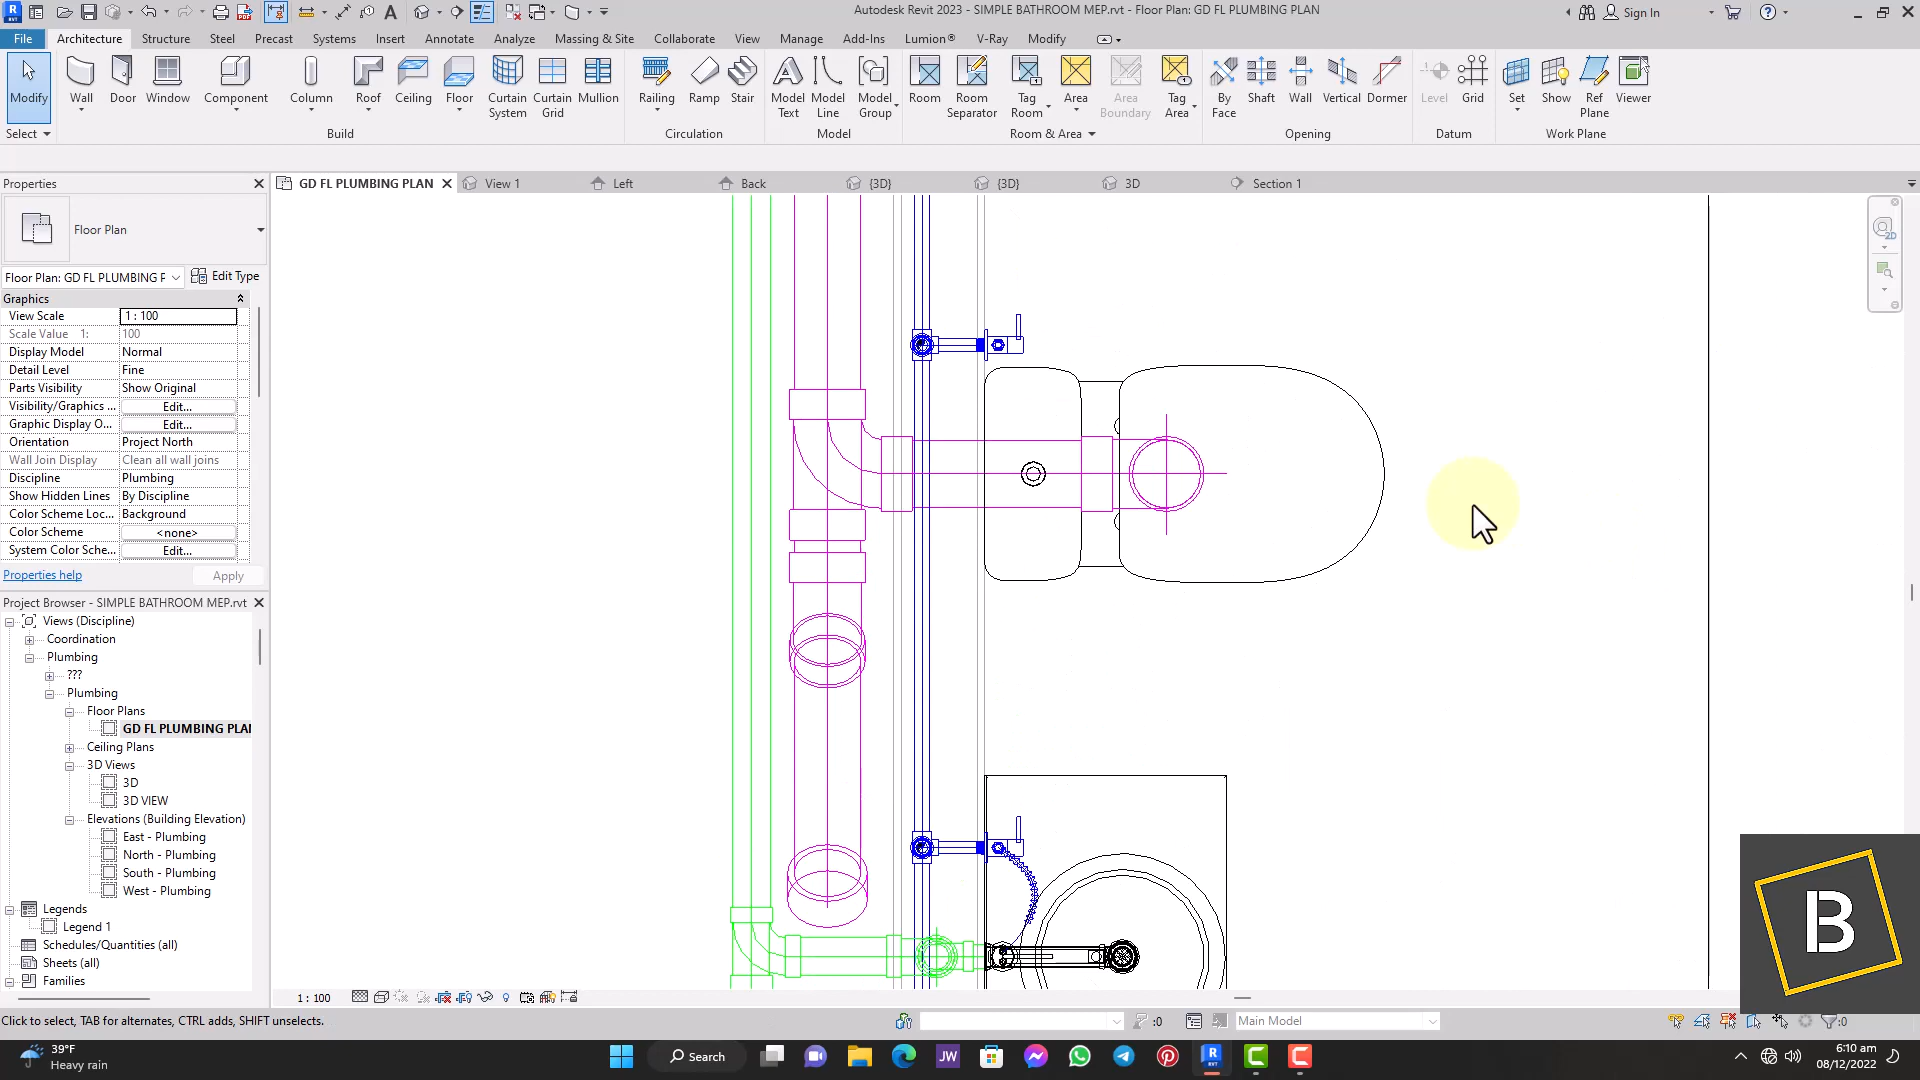 Autodesk Revit 2023 - SIMPLE BATHROOM MEP.rvt - Floor Plan: GD FL PLUMBING PLAN
Sign In
File Architecture Structure Steel Precast Systems Insert Annotate Analyze Massing & Site Collaborate View Manage Add-Ins Lumion® V-Ray Modify
Modify Wall Door Window Component Column Roof Ceiling Floor Curtain System Curtain Grid Mullion Railing Ramp Stair Model Text Model Line Model Group Room Room Separator Tag Room Area Area Boundary Tag Area By Face Shaft Wall Vertical Dormer Level Grid Set Show Ref Plane Viewer
Select Build Circulation Model Room & Area Opening Datum Work Plane
Properties
GD FL PLUMBING PLAN View 1 Left Back {3D} {3D} 3D Section 1
Floor Plan
Floor Plan: GD FL PLUMBING F Edit Type
Graphics
View Scale 1 : 100
Scale Value 1: 100
Display Model Normal
Detail Level Fine
Parts Visibility Show Original
Visibility/Graphics ... Edit...
Graphic Display O... Edit...
Orientation Project North
Wall Join Display Clean all wall joins
Discipline Plumbing
Show Hidden Lines By Discipline
Color Scheme Loc... Background
Color Scheme <none>
System Color Sche... Edit...
Properties help Apply
Project Browser - SIMPLE BATHROOM MEP.rvt
Views (Discipline)
Coordination
Plumbing
???
Plumbing
Floor Plans
GD FL PLUMBING PLA
Ceiling Plans
3D Views
3D
3D VIEW
Elevations (Building Elevation)
East - Plumbing
North - Plumbing
South - Plumbing
West - Plumbing
Legends
Legend 1
Schedules/Quantities (all)
Sheets (all)
Families
2D
B
1 : 100
Click to select, TAB for alternates, CTRL adds, SHIFT unselects.
:0 Main Model :0
39°F
Heavy rain
Search
JW
R
RVT
6:10 am
08/12/2022